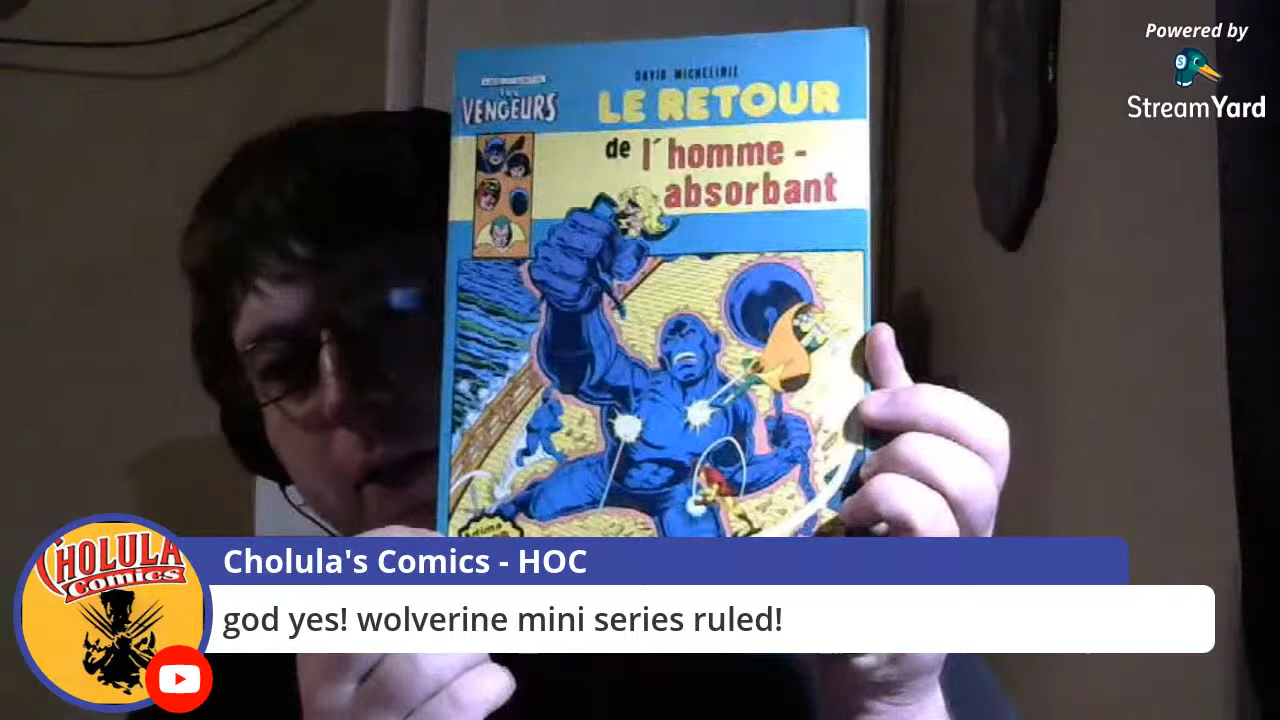 Powered by
StreamYard
DAVID MICHELINIE
VENGEURS
LE RETOUR
de l'homme-
absorbant
CHOLULA
Comics
Cholula's Comics - HOC
god yes! wolverine mini series ruled!